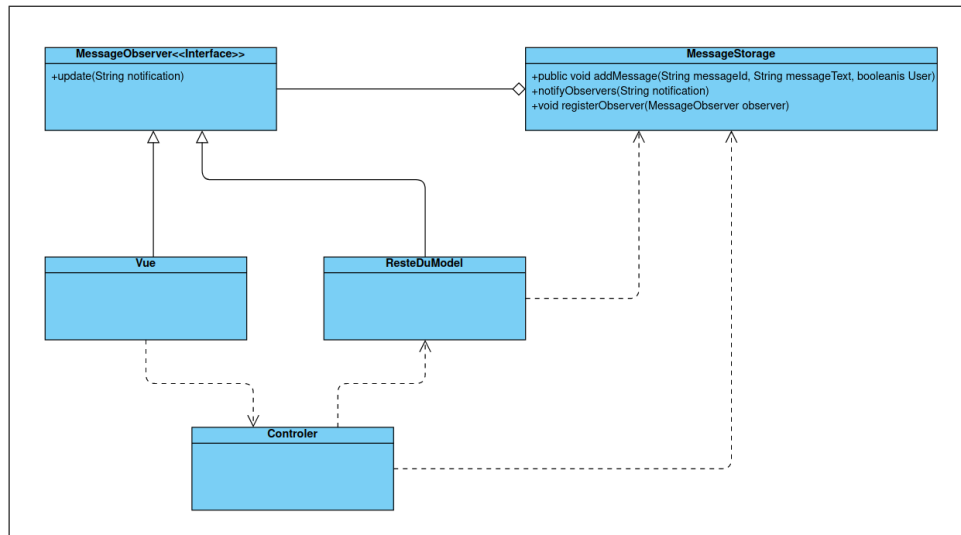 MessageObserver<<Interface>>
+update(String notification)
MessageStorage
+public void addMessage(String messageId, String messageText, booleanis User)
+notifyObservers(String notification)
+void registerObserver(MessageObserver observer)
Vue
ResteDuModel
Controler